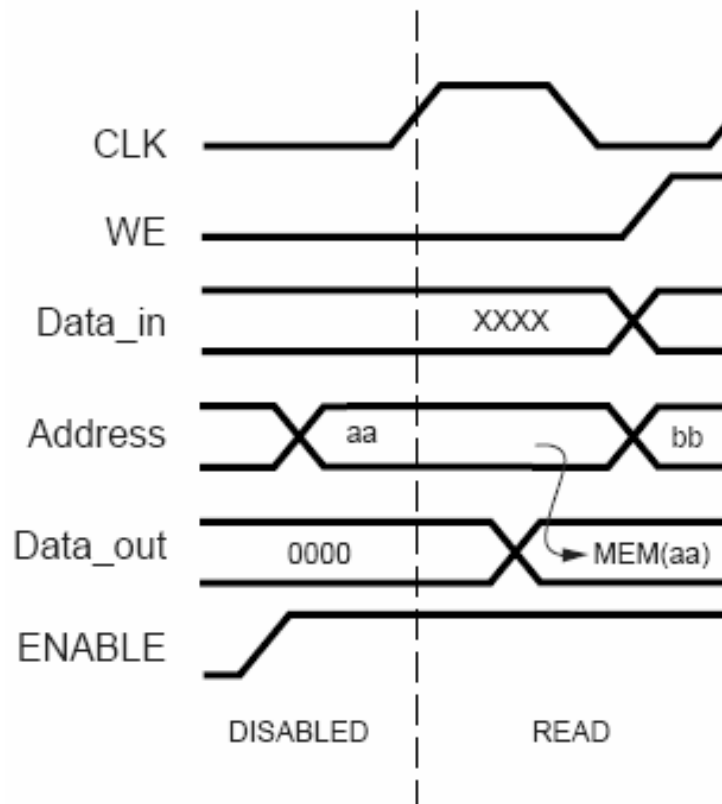 CLK
WE
Data_in XXXX
Address aa bb
Data_out 0000 MEM(aa)
ENABLE
DISABLED READ